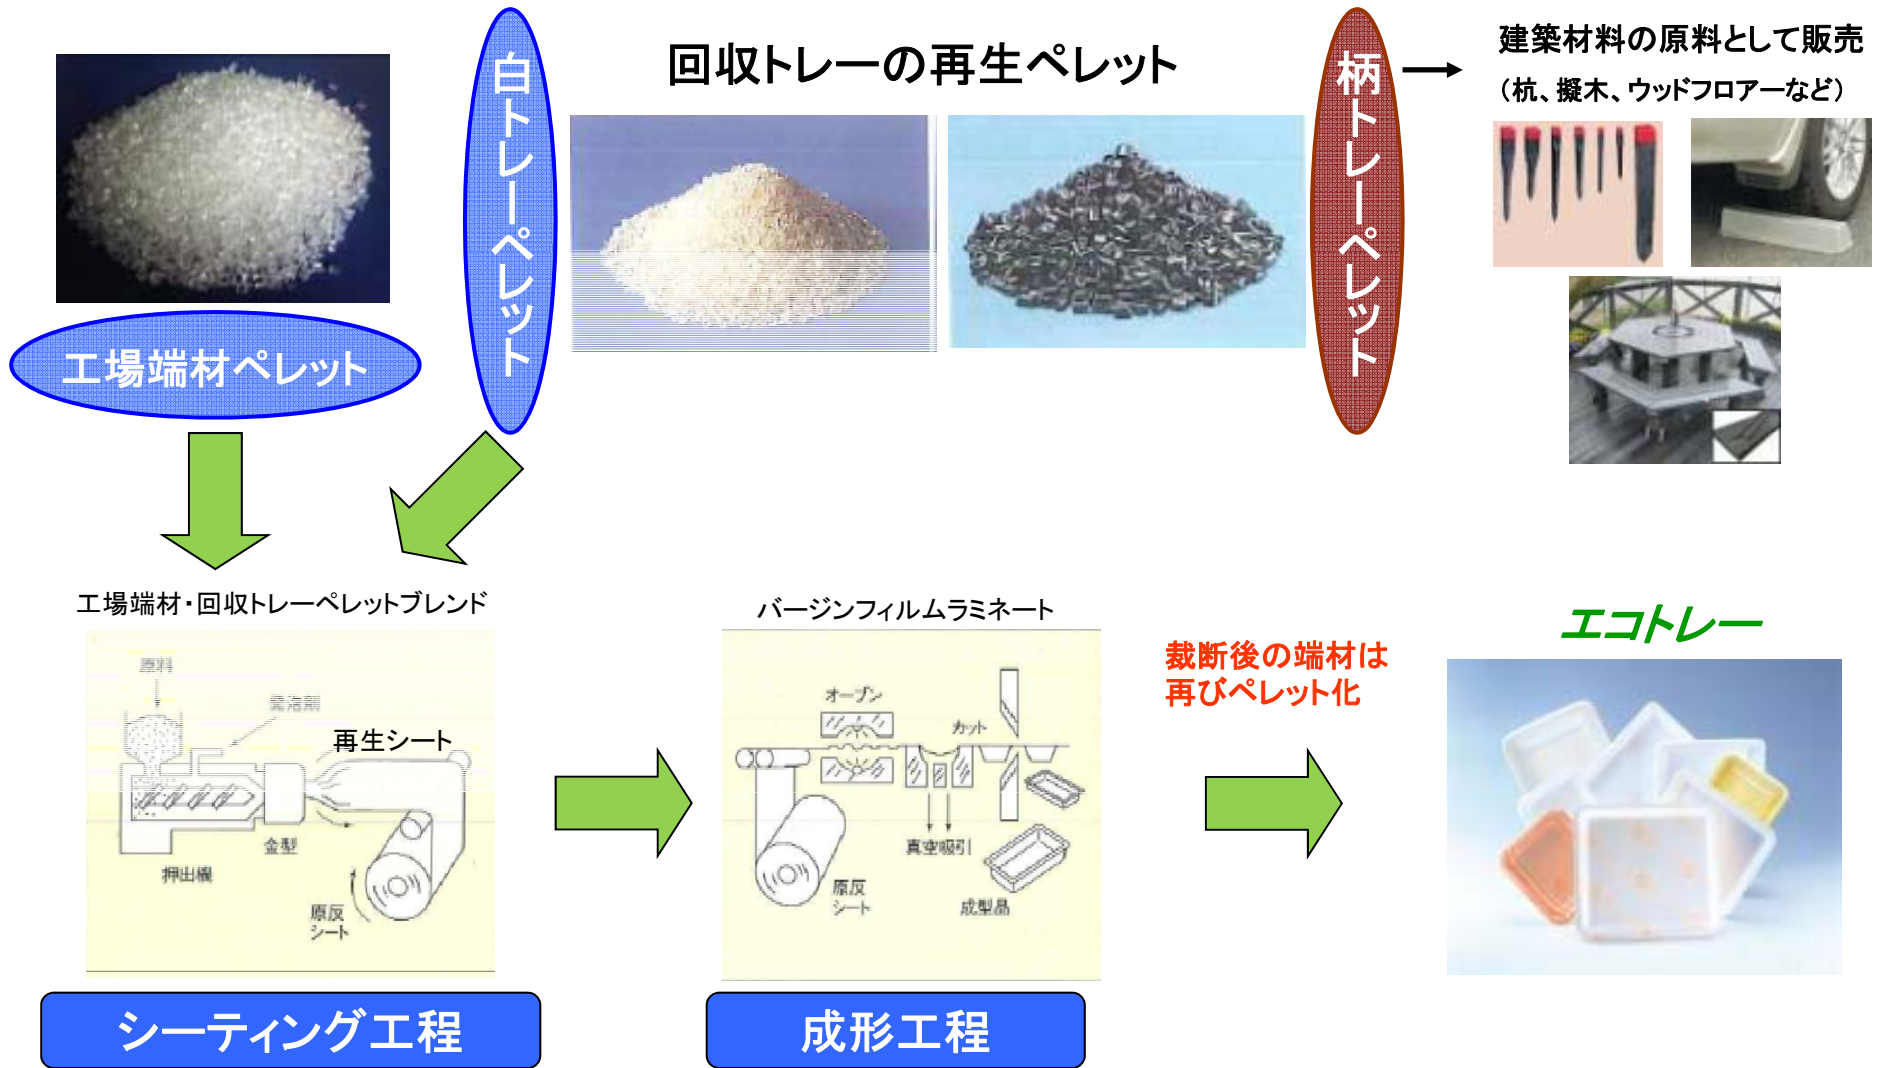 回収トレーの再生ペレット
工場端材ペレット
白トレーペレット
柄トレーペレット
建築材料の原料として販売
(杭、擬木、ウッドフロアーなど)
工場端材・回収トレーペレットブレンド
原料
発泡剤
再生シート
金型
押出機
原反
シート
シーティング工程
バージンフィルムラミネート
オーブン
カット
真空吸引
原反
シート
成型品
成形工程
裁断後の端材は
再びペレット化
エコトレー